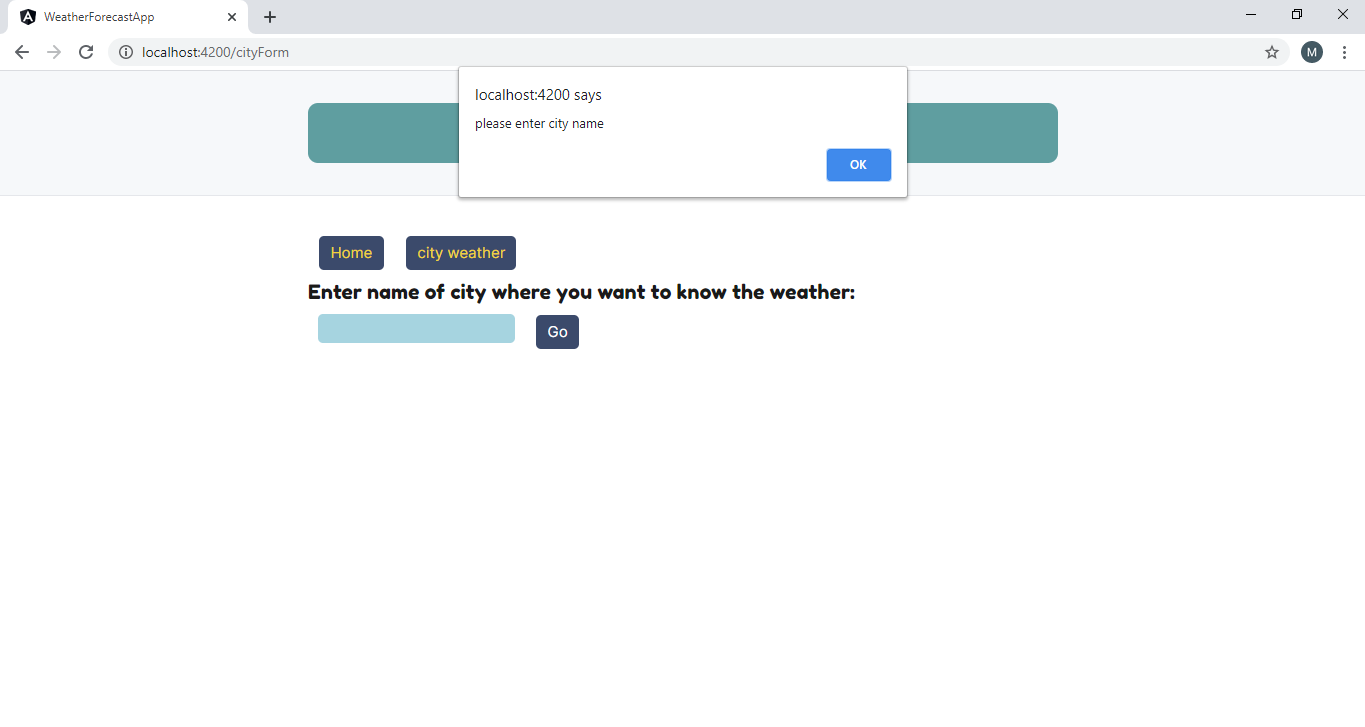 WeatherForecastApp
localhost:4200/cityForm
M
localhost:4200 says
please enter city name
OK
Home city weather
Enter name of city where you want to know the weather:
Go